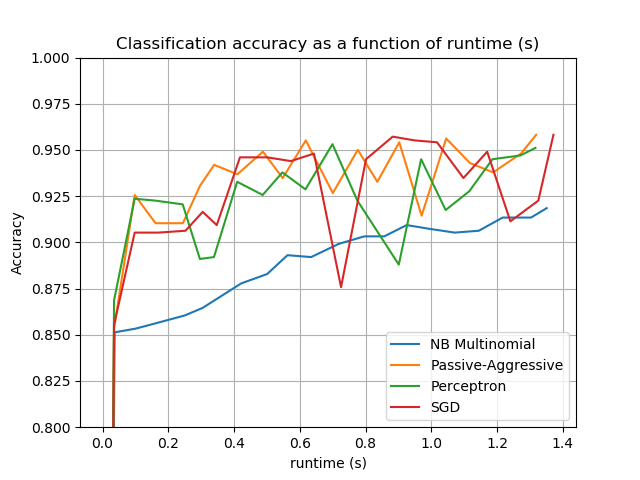 Classification accuracy as a function of runtime (s)
1.000
0.975
0.950
0.925
0.900
0.875
0.850
0.825
0.800
Accuracy
NB Multinomial
Passive-Aggressive
Perceptron
SGD
0.0 0.2 0.4 0.6 0.8 1.0 1.2 1.4
runtime (s)